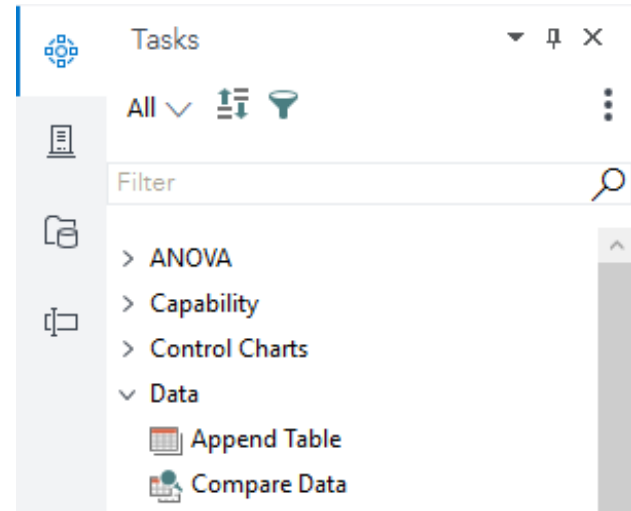 Tasks
All
Filter
ANOVA
Capability
Control Charts
Data
Append Table
Compare Data